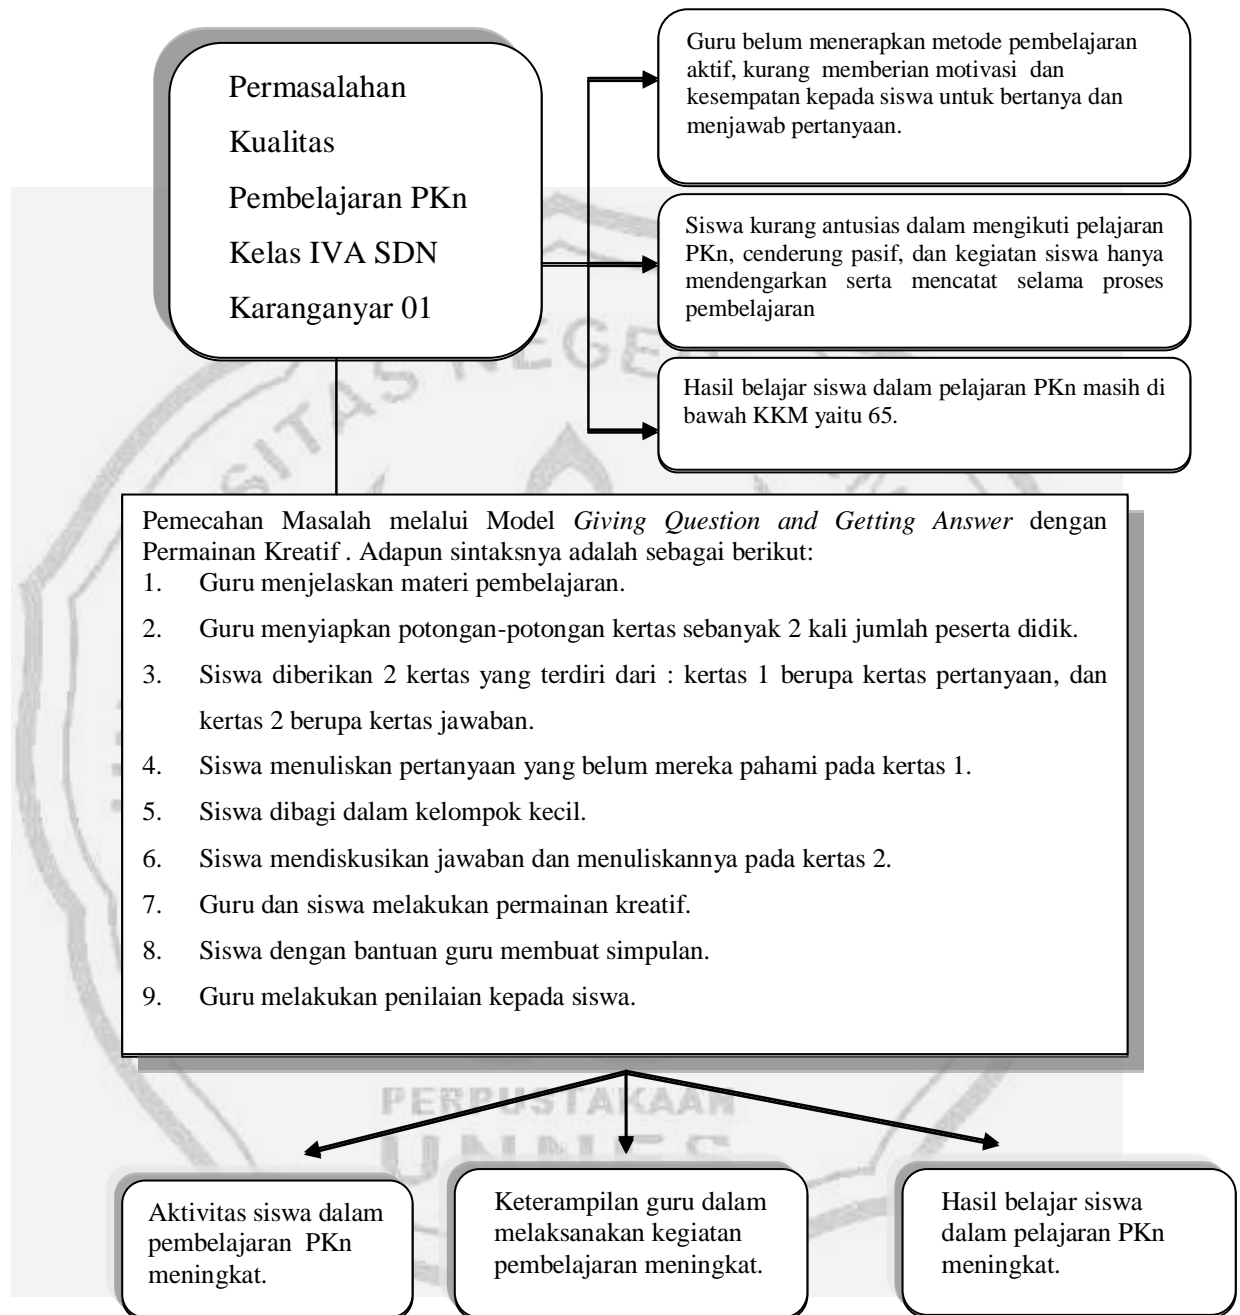 Permasalahan
Kualitas
Pembelajaran PKn
Kelas IVA SDN
Karanganyar 01
Guru belum menerapkan metode pembelajaran
aktif, kurang  memberian motivasi  dan
kesempatan kepada siswa untuk bertanya dan
menjawab pertanyaan.
Siswa kurang antusias dalam mengikuti pelajaran
PKn, cenderung pasif, dan kegiatan siswa hanya
mendengarkan serta mencatat selama proses
pembelajaran
Hasil belajar siswa dalam pelajaran PKn masih di
bawah KKM yaitu 65.
Pemecahan Masalah melalui Model Giving Question and Getting Answer dengan
Permainan Kreatif . Adapun sintaksnya adalah sebagai berikut:
1. Guru menjelaskan materi pembelajaran.
2. Guru menyiapkan potongan-potongan kertas sebanyak 2 kali jumlah peserta didik.
3. Siswa diberikan 2 kertas yang terdiri dari : kertas 1 berupa kertas pertanyaan, dan
kertas 2 berupa kertas jawaban.
4. Siswa menuliskan pertanyaan yang belum mereka pahami pada kertas 1.
5. Siswa dibagi dalam kelompok kecil.
6. Siswa mendiskusikan jawaban dan menuliskannya pada kertas 2.
7. Guru dan siswa melakukan permainan kreatif.
8. Siswa dengan bantuan guru membuat simpulan.
9. Guru melakukan penilaian kepada siswa.
PERPUSTAKAAN
UNNES
Aktivitas siswa dalam
pembelajaran  PKn
meningkat.
Keterampilan guru dalam
melaksanakan kegiatan
pembelajaran meningkat.
Hasil belajar siswa
dalam pelajaran PKn
meningkat.